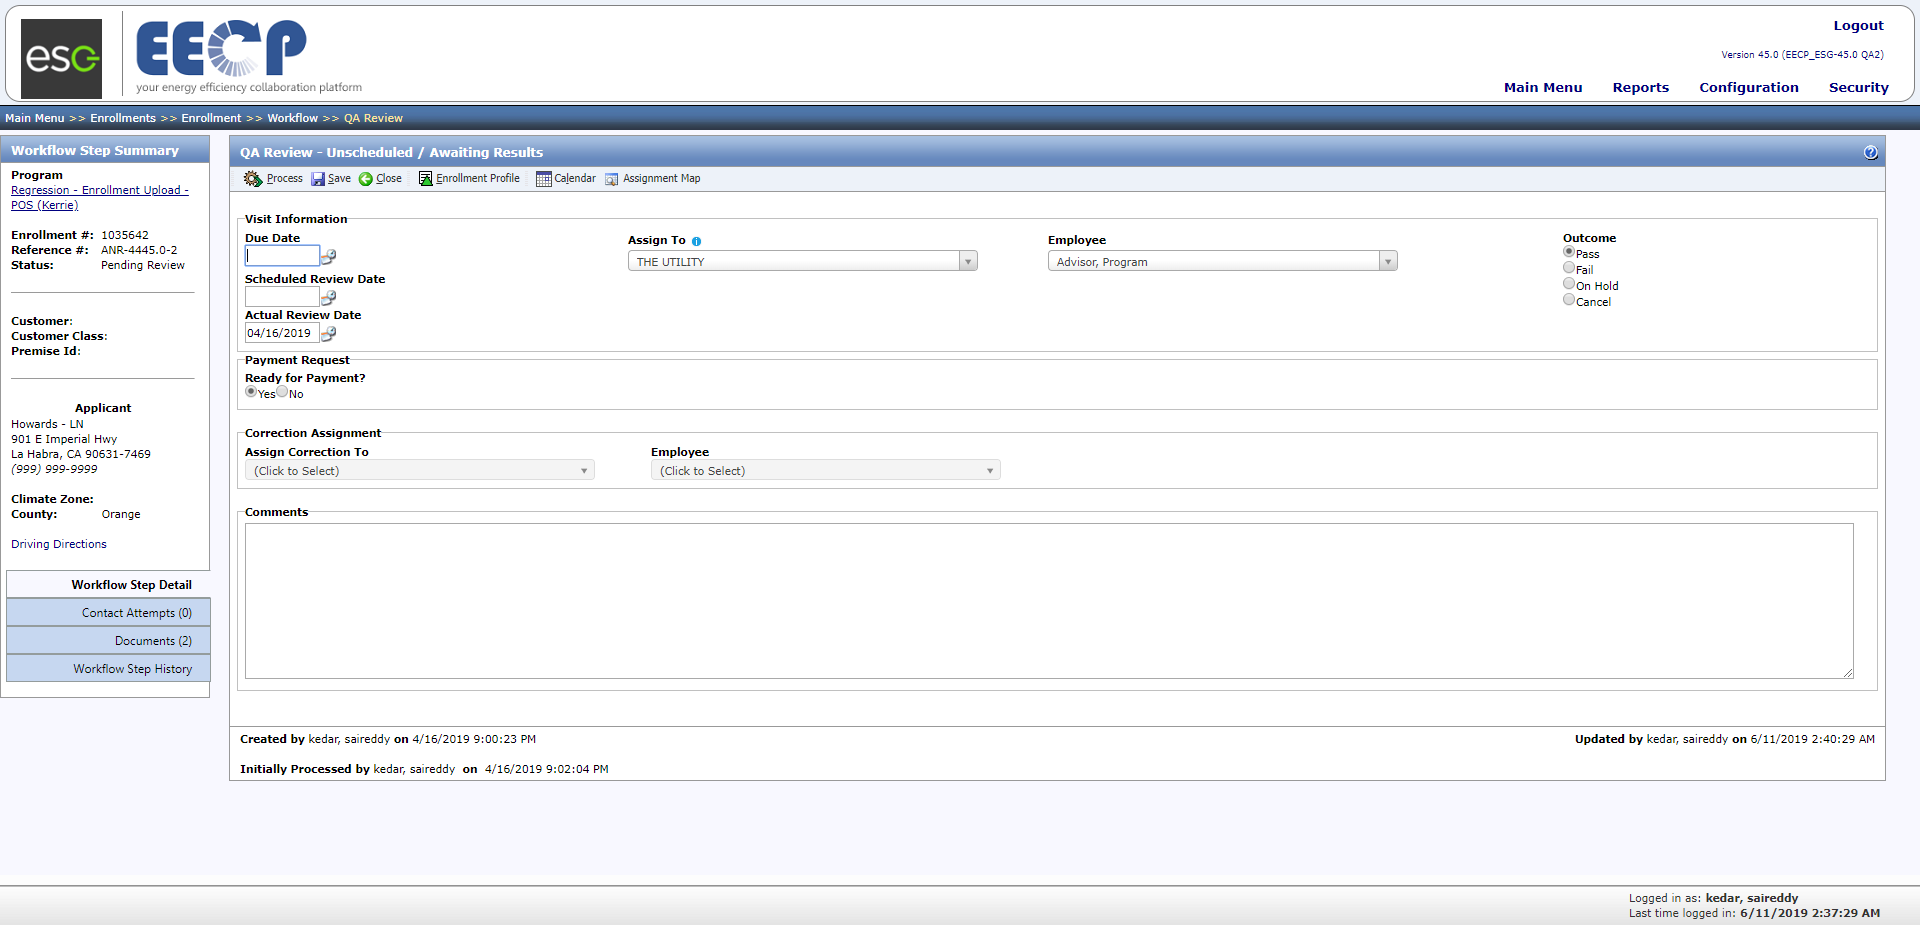 esg
EECP
your energy efficiency collaboration platform
Logout
Version 45.0 (EECP_ESG-45.0 QA2)
Main Menu Reports Configuration Security
Main Menu >> Enrollments >> Enrollment >> Workflow >> QA Review
Workflow Step Summary
Program
Regression - Enrollment Upload -
POS (Kerrie)
Enrollment #: 1035642
Reference #: ANR-4445.0-2
Status: Pending Review
Customer:
Customer Class:
Premise Id:
Applicant
Howards - LN
901 E Imperial Hwy
La Habra, CA 90631-7469
(999) 999-9999
Climate Zone:
County: Orange
Driving Directions
Workflow Step Detail
Contact Attempts (0)
Documents (2)
Workflow Step History
QA Review - Unscheduled / Awaiting Results
?
Process Save Close Enrollment Profile Calendar Assignment Map
Visit Information
Due Date
Assign To i
THE UTILITY
Employee
Advisor, Program
Outcome
Pass
Fail
On Hold
Cancel
Scheduled Review Date
Actual Review Date
04/16/2019
Payment Request
Ready for Payment?
Yes No
Correction Assignment
Assign Correction To
(Click to Select)
Employee
(Click to Select)
Comments
Created by kedar, saireddy on 4/16/2019 9:00:23 PM
Updated by kedar, saireddy on 6/11/2019 2:40:29 AM
Initially Processed by kedar, saireddy on 4/16/2019 9:02:04 PM
Logged in as: kedar, saireddy
Last time logged in: 6/11/2019 2:37:29 AM